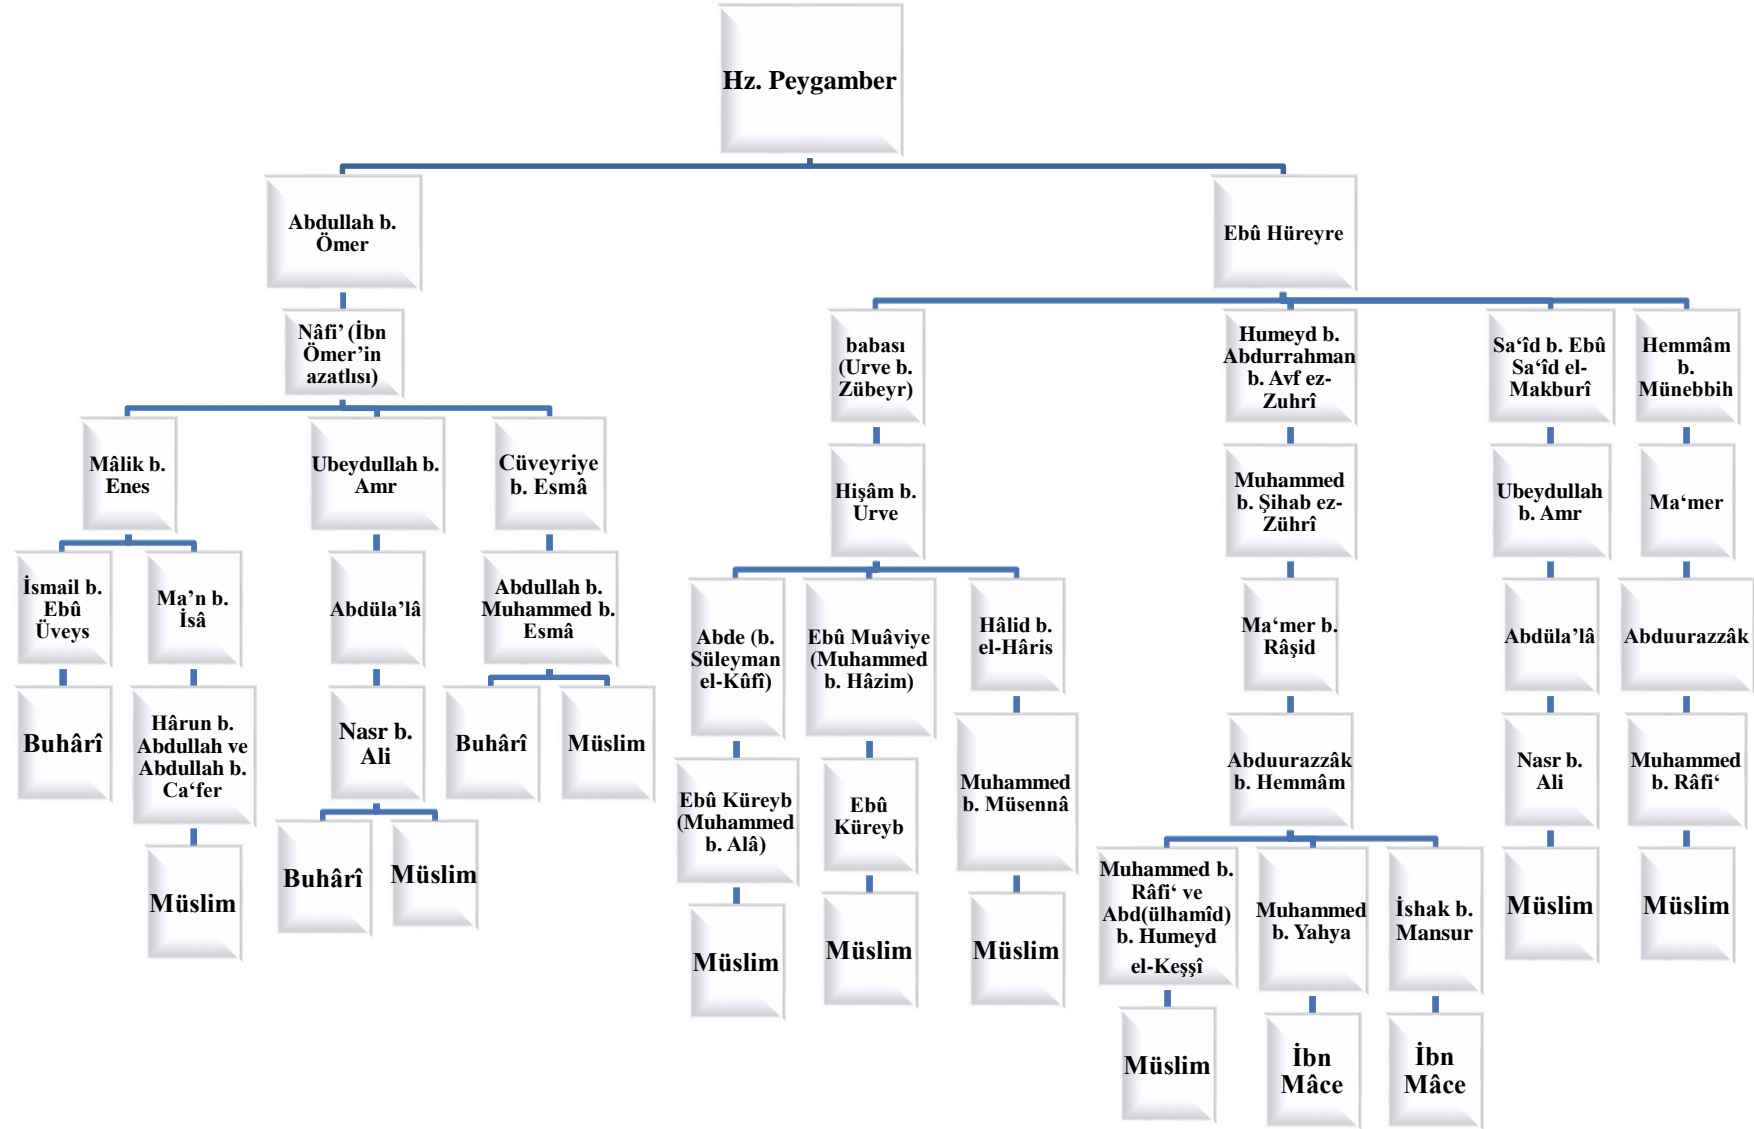 Hz. Peygamber
Abdullah b.
Ömer
Ebû Hüreyre
Nâfi’ (İbn
Ömer’in
azatlısı)
babası
(Urve b.
Zübeyr)
Humeyd b.
Abdurrahman
b. Avf ez-
Zuhrî
Sa‘îd b. Ebû
Sa‘îd el-
Makburî
Hemmâm
b.
Münebbih
Mâlik b.
Enes
Ubeydullah b.
Amr
Cüveyriye
b. Esmâ
Hişâm b.
Urve
Muhammed
b. Şihab ez-
Zührî
Ubeydullah
b. Amr
Ma‘mer
İsmail b.
Ebû
Üveys
Ma’n b.
İsâ
Abdüla’lâ
Abdullah b.
Muhammed b.
Esmâ
Abde (b.
Süleyman
el-Kûfî)
Ebû Muâviye
(Muhammed
b. Hâzim)
Hâlid b.
el-Hâris
Ma‘mer b.
Râşid
Abdüla’lâ
Abduurazzâk
Buhârî
Hârun b.
Abdullah ve
Abdullah b.
Ca‘fer
Nasr b.
Ali
Buhârî
Müslim
Ebû Küreyb
(Muhammed
b. Alâ)
Ebû
Küreyb
Muhammed
b. Müsennâ
Abduurazzâk
b. Hemmâm
Nasr b.
Ali
Muhammed
b. Râfi‘
Müslim
Buhârî
Müslim
Müslim
Müslim
Müslim
Muhammed b.
Râfi‘ ve
Abd(ülhamîd)
b. Humeyd
el-Keşşî
Muhammed
b. Yahya
İshak b.
Mansur
Müslim
Müslim
Müslim
İbn
Mâce
İbn
Mâce